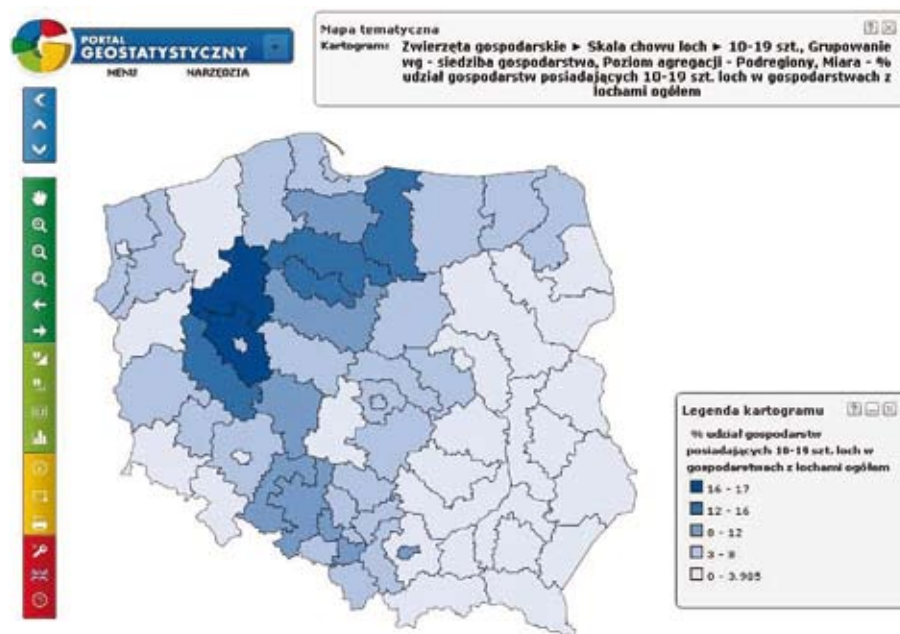 PORTAL
GEOSTATYSTYCZNY
MENU NARZĘDZIA
Mapa tematyczna
Kartogram: Zwierzęta gospodarskie ► Skala chowu loch ► 10-19 szt., Grupowanie
wg - siedziba gospodarstwa, Poziom agregacji - Podregiony, Miara - %
udział gospodarstw posiadających 10-19 szt. loch w gospodarstwach z
lochami ogółem
Legenda kartogramu
% udział gospodarstw
posiadających 10-19 szt. loch w
gospodarstwach z lochami ogółem
16 - 17
12 - 16
8 - 12
3 - 8
0 - 3.905